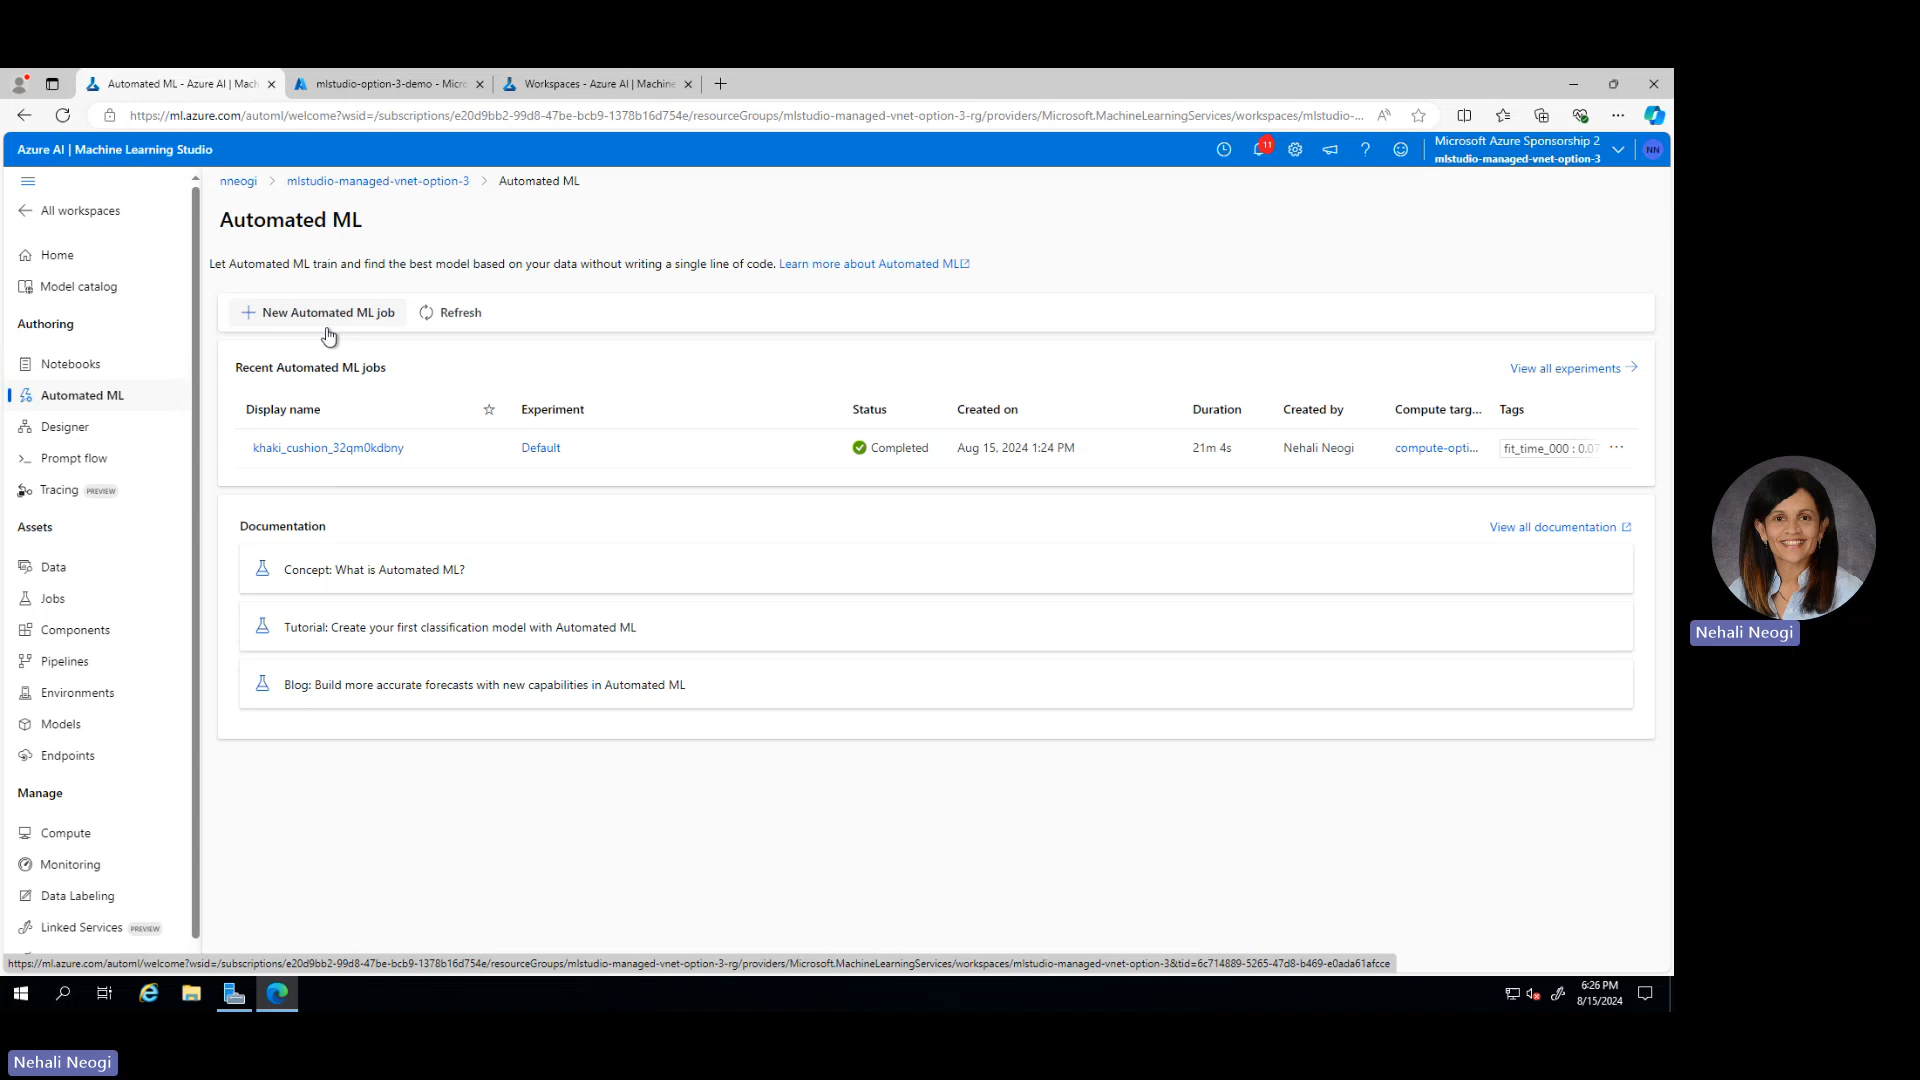 Automated ML - Azure AI | Mach
mlstudio-option-3-demo - Micro
Workspaces - Azure AI | Machine
https://ml.azure.com/automl/welcome?wsid=/subscriptions/e20d9bb2-99d8-47be-bcb9-1378b16d754e/resourceGroups/mlstudio-managed-vnet-option-3-rg/providers/Microsoft.MachineLearningServices/workspaces/mlstudio-...
Azure AI | Machine Learning Studio
11
Microsoft Azure Sponsorship 2
mlstudio-managed-vnet-option-3
NN
nneogi > mlstudio-managed-vnet-option-3 > Automated ML
All workspaces
Home
Model catalog
Authoring
Notebooks
Automated ML
Designer
Prompt flow
Tracing PREVIEW
Assets
Data
Jobs
Components
Pipelines
Environments
Models
Endpoints
Manage
Compute
Monitoring
Data Labeling
Linked Services PREVIEW
Automated ML
Let Automated ML train and find the best model based on your data without writing a single line of code. Learn more about Automated ML
New Automated ML job Refresh
Recent Automated ML jobs
View all experiments
Display name Experiment Status Created on Duration Created by Compute targ... Tags
khaki_cushion_32qm0kdbny Default Completed Aug 15, 2024 1:24 PM 21m 4s Nehali Neogi compute-opti... fit_time_000 : 0.07 ...
Documentation
View all documentation
Concept: What is Automated ML?
Tutorial: Create your first classification model with Automated ML
Blog: Build more accurate forecasts with new capabilities in Automated ML
https://ml.azure.com/automl/welcome?wsid=/subscriptions/e20d9bb2-99d8-47be-bcb9-1378b16d754e/resourceGroups/mlstudio-managed-vnet-option-3-rg/providers/Microsoft.MachineLearningServices/workspaces/mlstudio-managed-vnet-option-3&tid=6c714889-5265-47d8-b469-e0ada61afcce
6:26 PM
8/15/2024
Nehali Neogi
Nehali Neogi